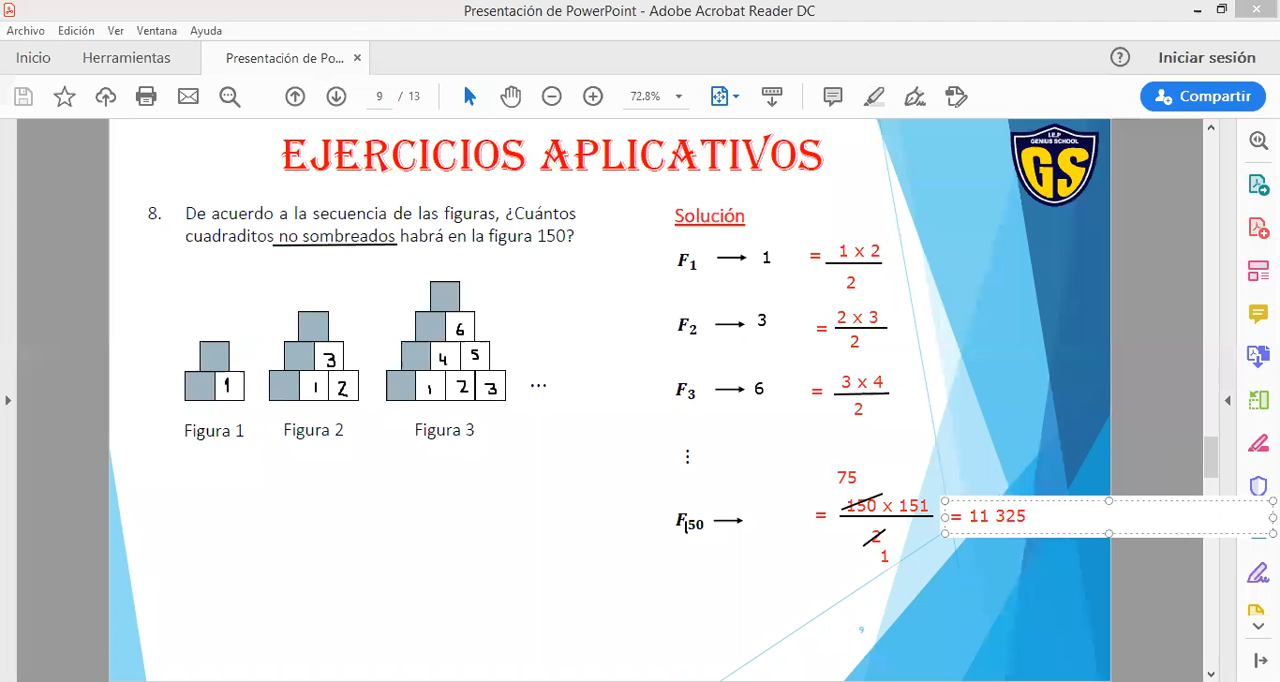 Presentación de PowerPoint - Adobe Acrobat Reader DC
Archivo Edición Ver Ventana Ayuda
Inicio Herramientas Presentación de Po... × Iniciar sesión
9 / 13 72.8% Compartir
EJERCICIOS APLICATIVOS
I.E.P
GENIUS SCHOOL
GS
8. De acuerdo a la secuencia de las figuras, ¿Cuántos
cuadraditos no sombreados habrá en la figura 150?
1
3
1 2
6
4 5
1 2 3
...
Figura 1 Figura 2 Figura 3
Solución
F1 → 1 = 1 x 2
2
F2 → 3 = 2 x 3
2
F3 → 6 = 3 x 4
2
⋮
75
F150 → = 150 x 151 = 11 325
2
1
9